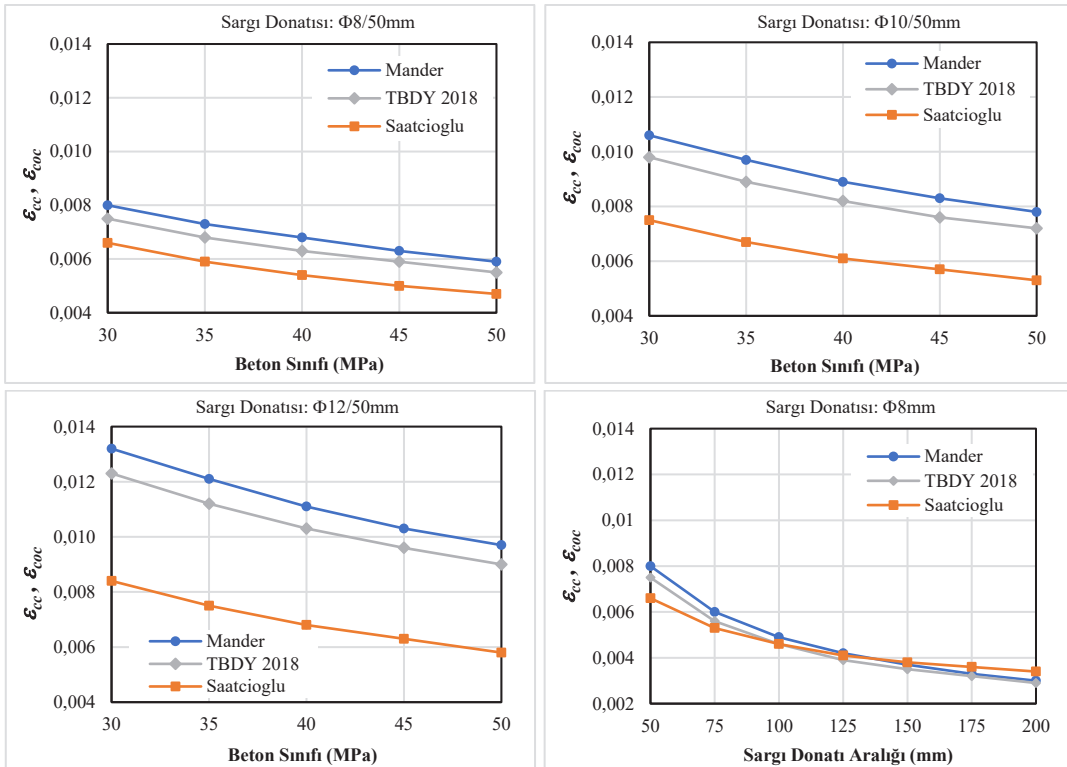 Sargı Donatısı: Φ8/50mm
0,014
0,012
0,010
0,008
0,006
0,004
εcc, εcoc
Mander
TBDY 2018
Saatcioglu
30 35 40 45 50
Beton Sınıfı (MPa)
Sargı Donatısı: Φ10/50mm
0,014
0,012
0,010
0,008
0,006
0,004
εcc, εcoc
Mander
TBDY 2018
Saatcioglu
30 35 40 45 50
Beton Sınıfı (MPa)
Sargı Donatısı: Φ12/50mm
0,014
0,012
0,010
0,008
0,006
0,004
εcc, εcoc
Mander
TBDY 2018
Saatcioglu
30 35 40 45 50
Beton Sınıfı (MPa)
Sargı Donatısı: Φ8mm
0,014
0,012
0,01
0,008
0,006
0,004
0,002
εcc, εcoc
Mander
TBDY 2018
Saatcioglu
50 75 100 125 150 175 200
Sargı Donatı Aralığı (mm)